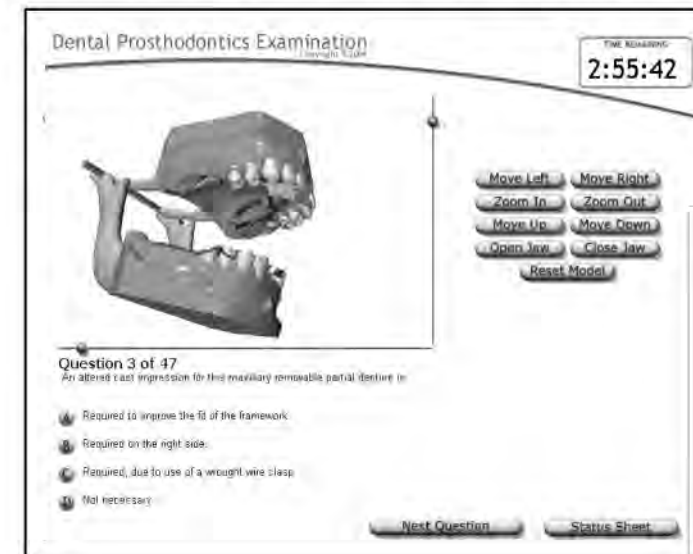 Dental Prosthodontics Examination
TIME REMAINING
2:55:42
Move Left Move Right
Zoom In Zoom Out
Move Up Move Down
Open Jaw Close Jaw
Reset Model
Question 3 of 47
An altered cast impression for this maxillary removable partial denture is
A Required to improve the fit of the framework
B Required on the right side.
C Required, due to use of a wrought wire clasp
D Not necessary
Next Question Status Sheet